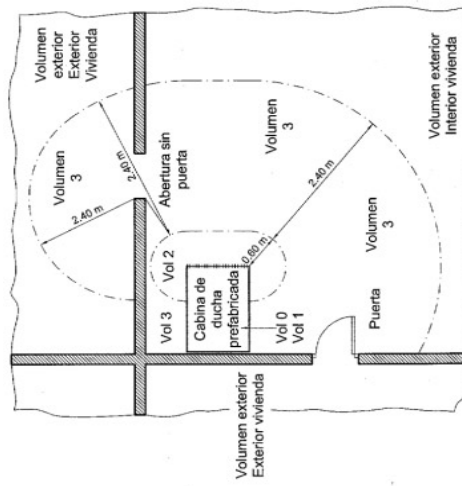 Volumen
exterior
Exterior
Vivienda
Volumen
3
2.40 m
2.40 m
Abertura sin
puerta
Vol 3
Vol 2
Cabina de
ducha
prefabricada
0.60 m
Volumen
3
2.40 m
Vol 0
Vol 1
Volumen
3
Puerta
Volumen exterior
Exterior vivienda
Volumen exterior
Interior vivienda